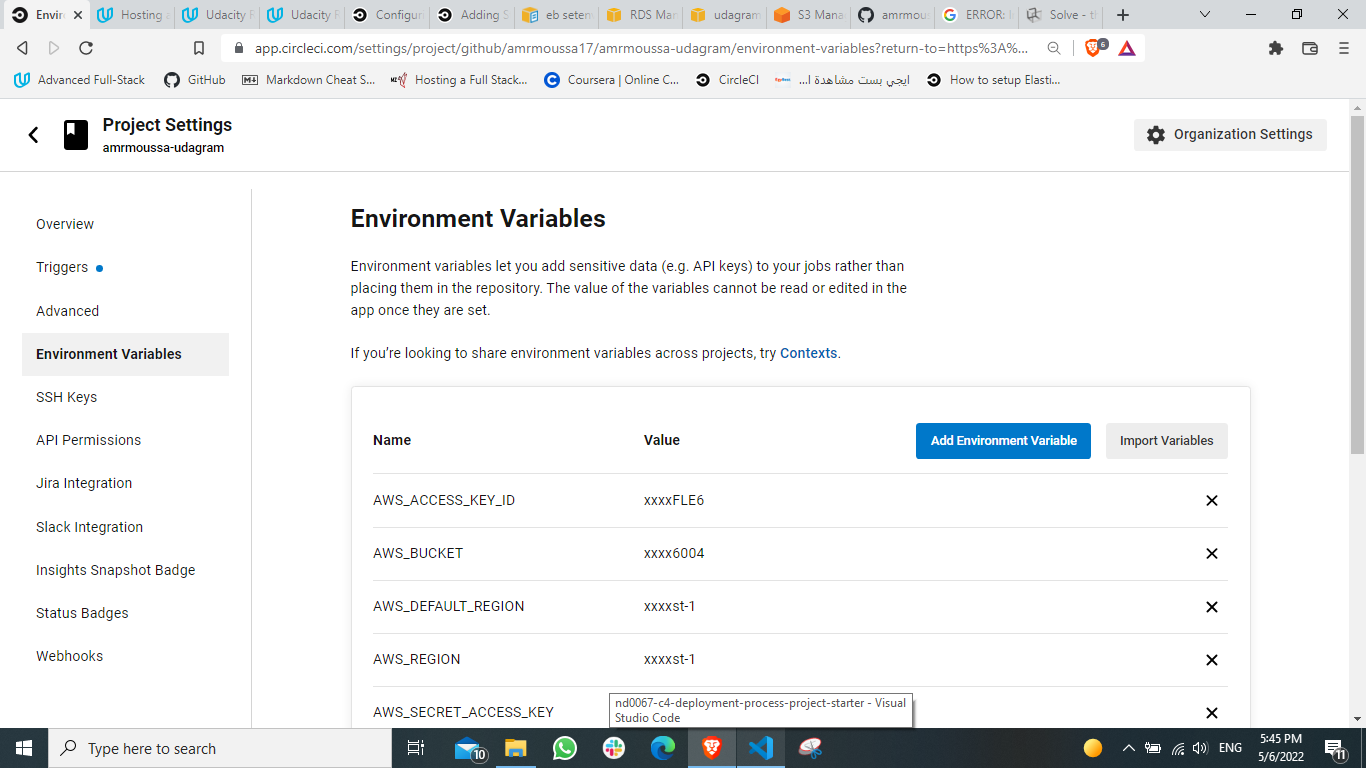 Envir
Hosting a
Udacity R
Udacity R
Configur
Adding S
eb seten
RDS Man
udagram
S3 Mana
amrmous
ERROR:
Solve - th
app.circleci.com/settings/project/github/amrmoussa17/amrmoussa-udagram/environment-variables?return-to=https%3A%...
6
Advanced Full-Stack
GitHub
Markdown Cheat S...
Hosting a Full Stack...
Coursera | Online C...
CircleCI
ايجي بست مشاهدة ا...
How to setup Elasti...
Project Settings
amrmoussa-udagram
Organization Settings
Overview
Triggers
Advanced
Environment Variables
SSH Keys
API Permissions
Jira Integration
Slack Integration
Insights Snapshot Badge
Status Badges
Webhooks
Environment Variables
Environment variables let you add sensitive data (e.g. API keys) to your jobs rather than
placing them in the repository. The value of the variables cannot be read or edited in the
app once they are set.
If you’re looking to share environment variables across projects, try Contexts.
Name
Value
Add Environment Variable
Import Variables
AWS_ACCESS_KEY_ID
xxxxFLE6
AWS_BUCKET
xxxx6004
AWS_DEFAULT_REGION
xxxxst-1
AWS_REGION
xxxxst-1
AWS_SECRET_ACCESS_KEY
nd0067-c4-deployment-process-project-starter - Visual
Studio Code
Type here to search
10
ENG
5:45 PM
5/6/2022
11